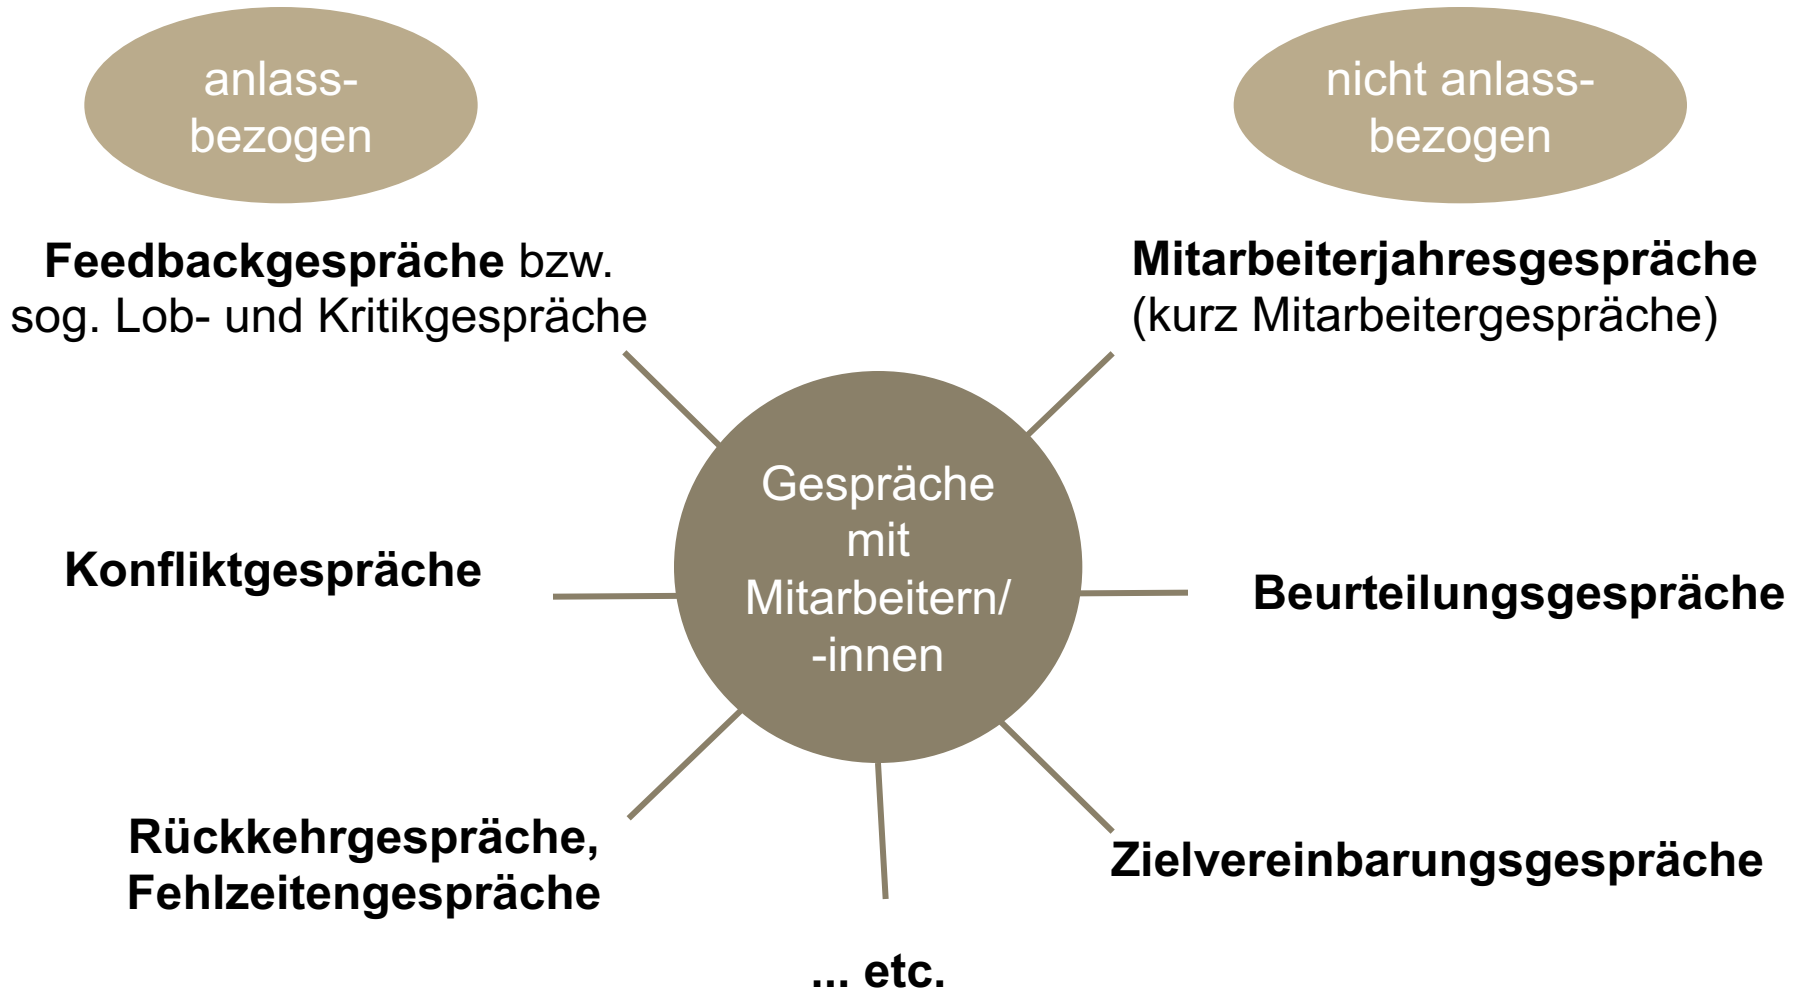 anlass-
bezogen
nicht anlass-
bezogen
Feedbackgespräche bzw.
sog. Lob- und Kritikgespräche
Mitarbeiterjahresgespräche
(kurz Mitarbeitergespräche)
Gespräche
mit
Mitarbeitern/
-innen
Konfliktgespräche
Beurteilungsgespräche
Rückkehrgespräche,
Fehlzeitengespräche
Zielvereinbarungsgespräche
... etc.